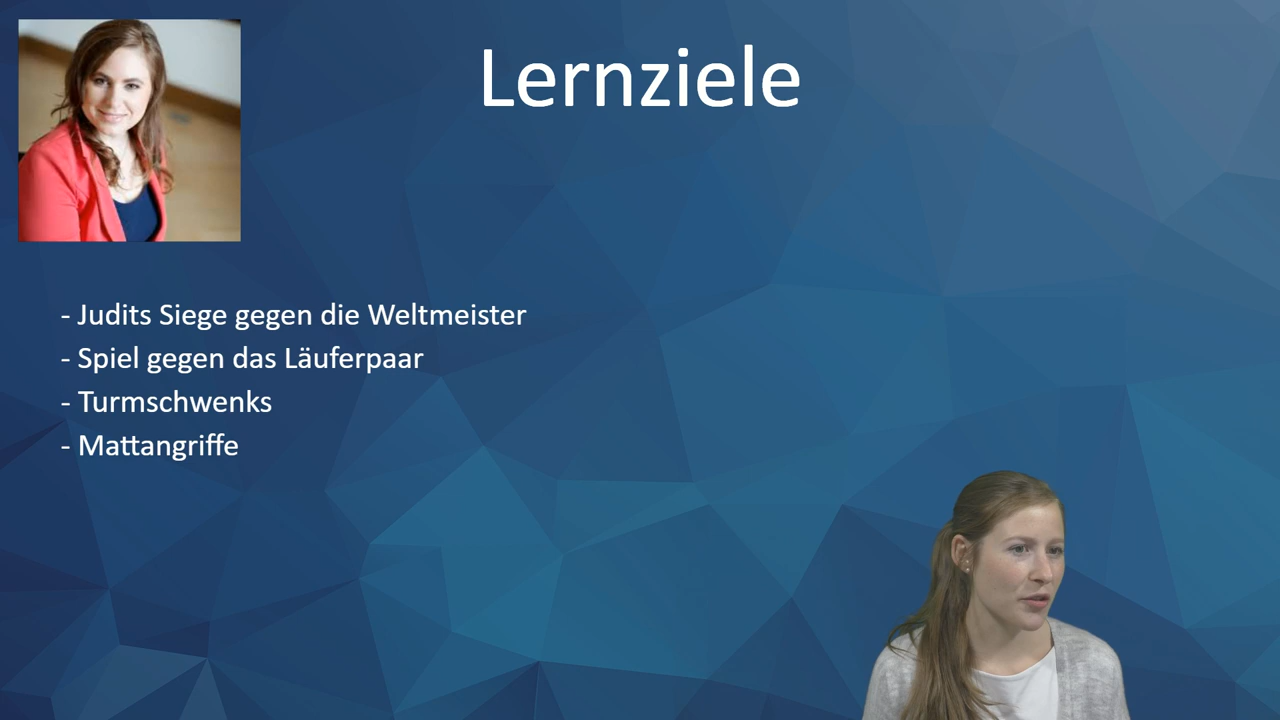 Lernziele
- Judits Siege gegen die Weltmeister
- Spiel gegen das Läuferpaar
- Turmschwenks
- Mattangriffe